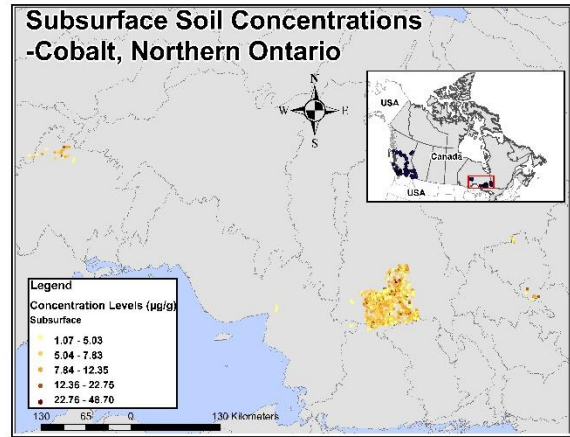 Subsurface Soil Concentrations
-Cobalt, Northern Ontario
N
W E
S
USA
Canada
USA
Legend
Concentration Levels (µg/g)
Subsurface
1.07 - 5.03
5.04 - 7.83
7.84 - 12.35
12.36 - 22.75
22.76 - 48.70
130 65 0 130 Kilometers